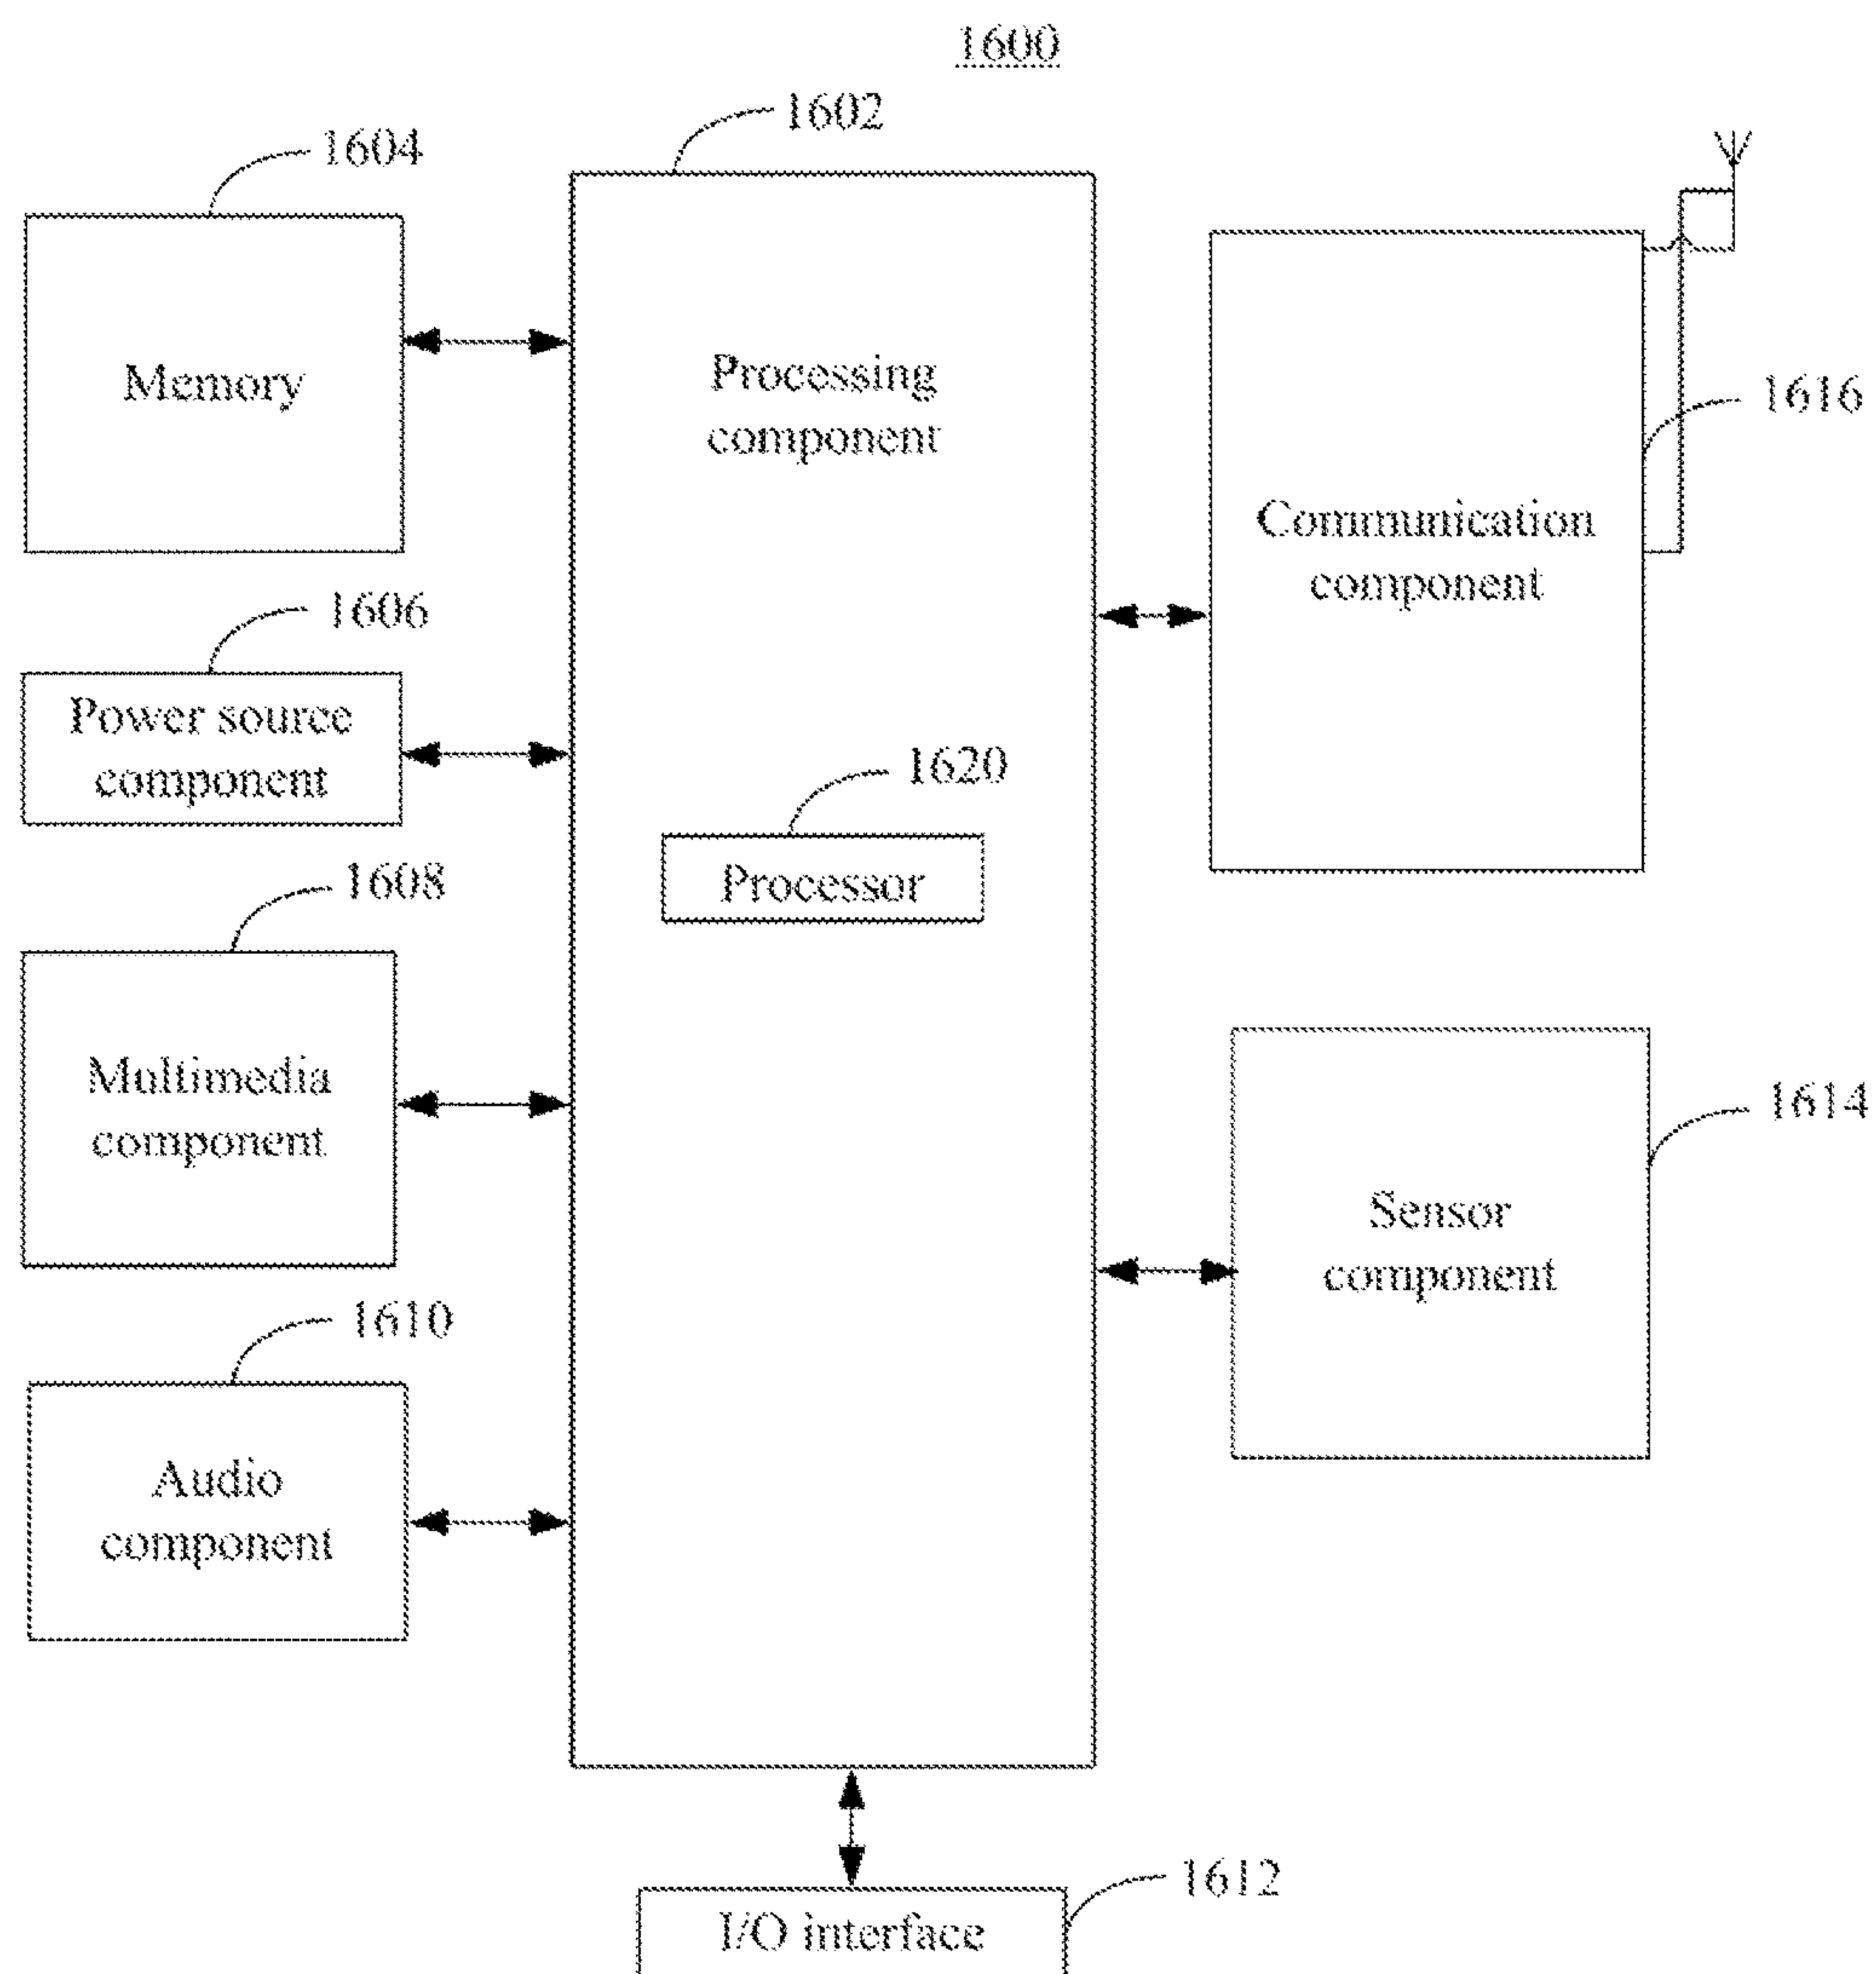 1600
1602
1604
Memory
Processing
component
1616
Communication
component
1606
Power source
component
1620
Processor
1608
Multimedia
component
1614
Sensor
component
1610
Audio
component
1612
I/O interface